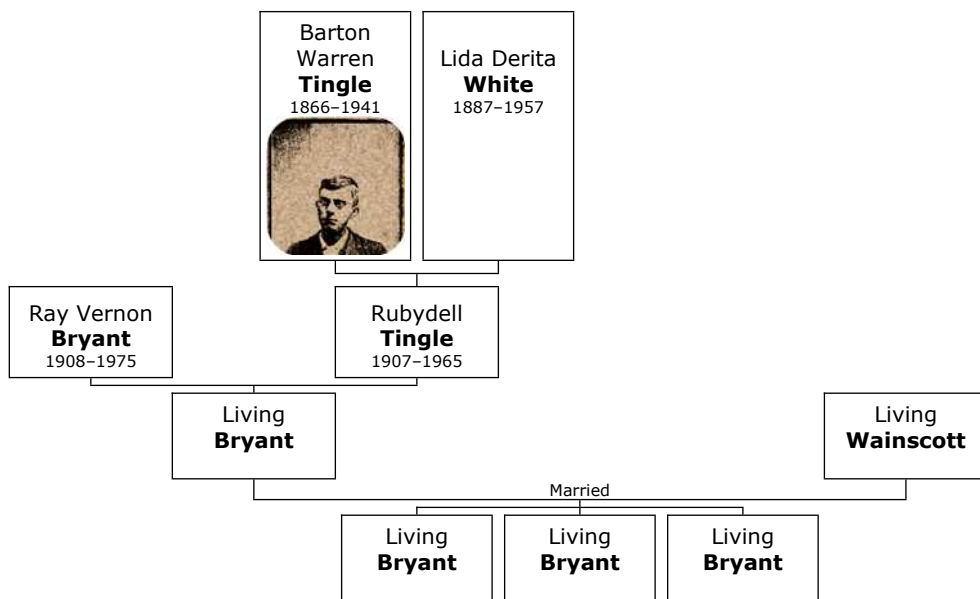 Barton
Warren
Tingle
1866–1941
Lida Derita
White
1887–1957
Ray Vernon
Bryant
1908–1975
Rubydell
Tingle
1907–1965
Living
Bryant
Living
Wainscott
Married
Living
Bryant
Living
Bryant
Living
Bryant